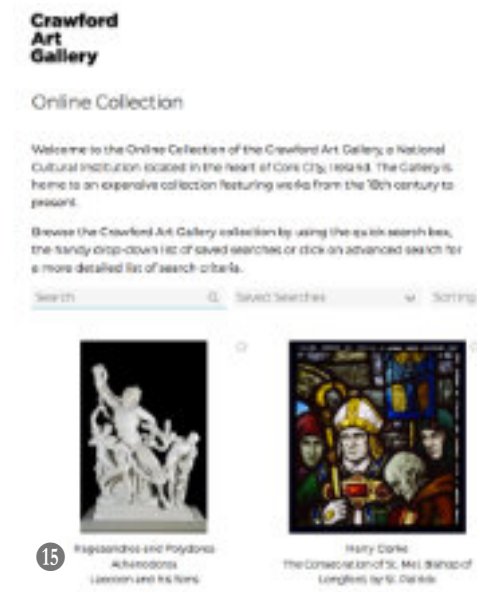 Crawford
Art
Gallery
Online Collection
Welcome to the Online Collection of the Crawford Art Gallery, a National
Cultural Institution located in the heart of Cork City, Ireland. The Gallery is
home to an expansive collection featuring works from the 18th century to
present.
Browse the Crawford Art Gallery collection by using the quick search box,
the handy drop-down list of saved searches or click on advanced search for
a more detailed list of search criteria.
Search Saved Searches Sorting
15
Hagesandros and Polydoros
Athenodoros
Laocoon and his Sons
Harry Clarke
The Consecration of St. Mel, Bishop of
Longford, by St. Patrick